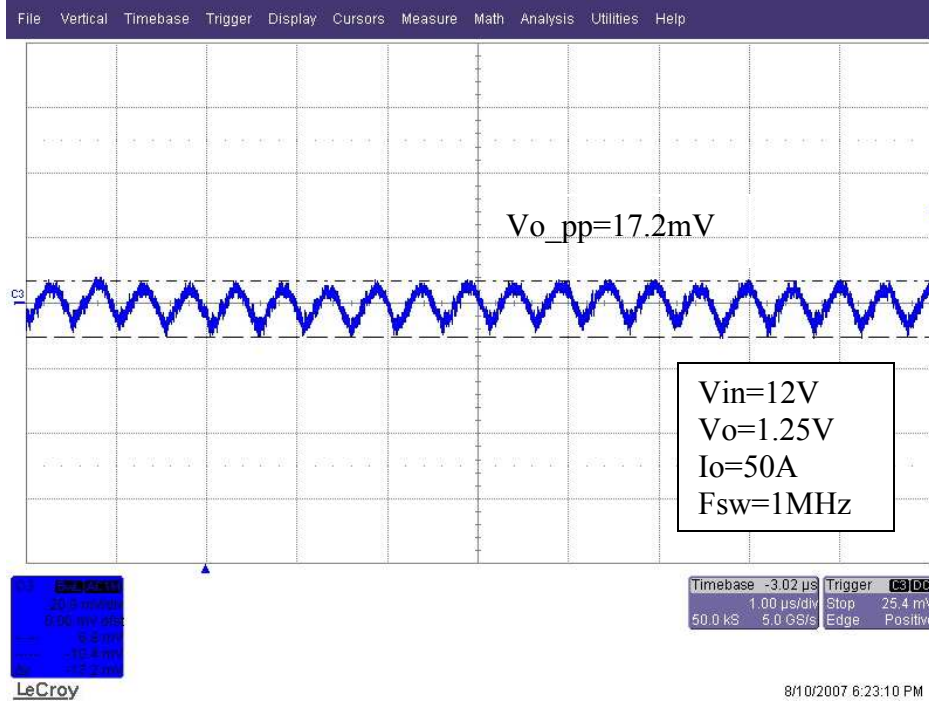 File Vertical Timebase Trigger Display Cursors Measure Math Analysis Utilities Help
Vo_pp=17.2mV
C3
Vin=12V
Vo=1.25V
Io=50A
Fsw=1MHz
Timebase -3.02 µs
1.00 µs/div
50.0 kS 5.0 GS/s
Trigger C3 DC
Stop 25.4 mV
Edge Positive
LeCroy
8/10/2007 6:23:10 PM